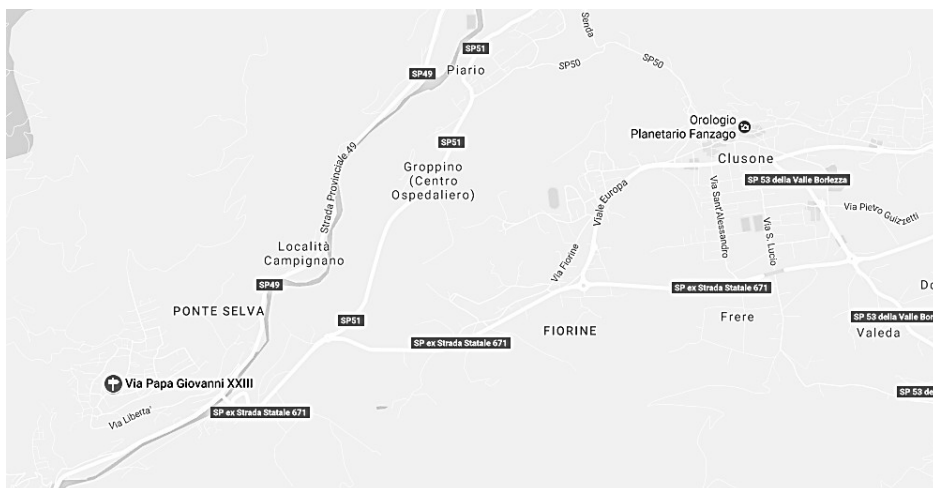 Senda
SP51
SP50
SP50
Piario
SP49
Orologio
Planetario Fanzago
SP51
Clusone
Groppino
(Centro
Ospedaliero)
SP 53 della Valle Borlezza
Strada Provinciale 49
Viale Europa
Via Sant'Alessandro
Via S. Lucio
Via Pietro Guizzetti
Località
Campignano
Via Fiorine
SP49
SP ex Strada Statale 671
Do
PONTE SELVA
SP51
FIORINE
Frere
SP 53 della Valle Bor
Valeda
SP ex Strada Statale 671
Via Papa Giovanni XXIII
SP 53 de
Via Liberta'
SP ex Strada Statale 671